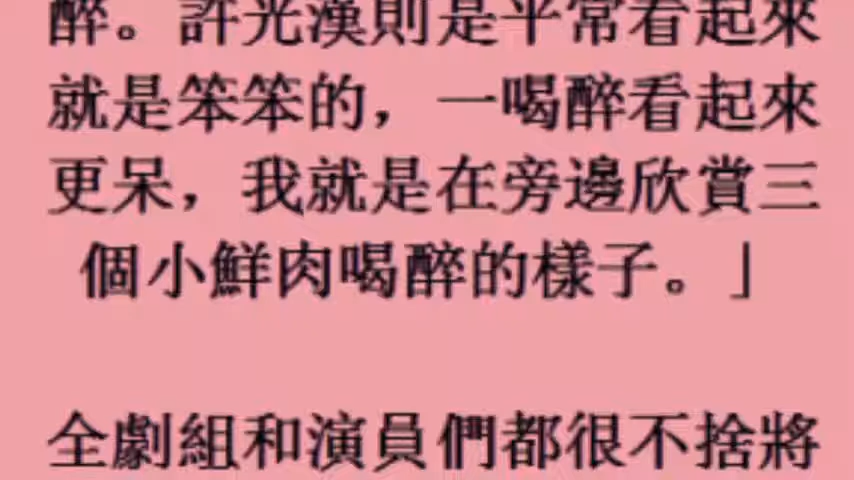 醉。許光漢則是平常看起來
就是笨笨的，一喝醉看起來
更呆，我就是在旁邊欣賞三
個小鮮肉喝醉的樣子。」
全劇組和演員們都很不捨將